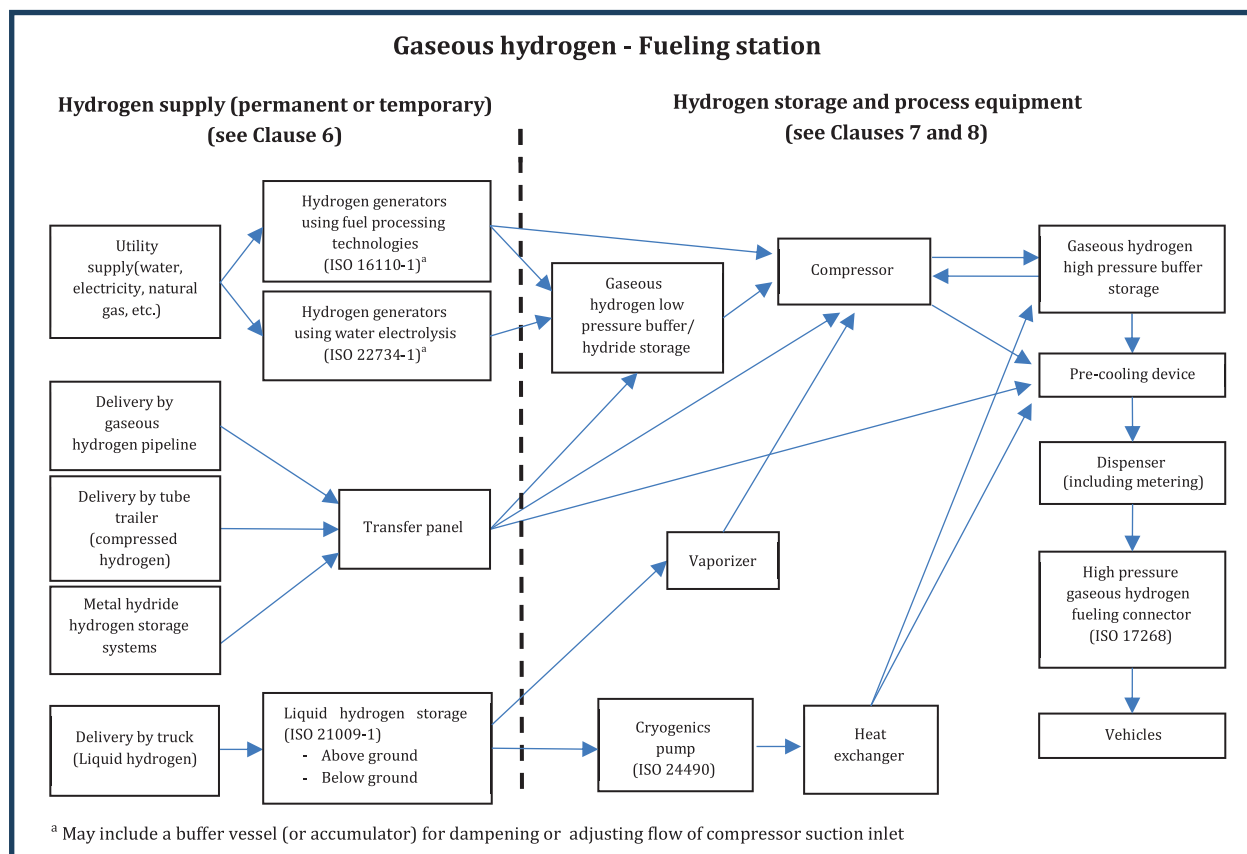 Gaseous hydrogen - Fueling station
Hydrogen supply (permanent or temporary)
(see Clause 6)
Hydrogen storage and process equipment
(see Clauses 7 and 8)
Utility
supply(water,
electricity, natural
gas, etc.)
Hydrogen generators
using fuel processing
technologies
(ISO 16110-1)a
Hydrogen generators
using water electrolysis
(ISO 22734-1)a
Gaseous
hydrogen low
pressure buffer/
hydride storage
Compressor
Gaseous hydrogen
high pressure buffer
storage
Delivery by
gaseous
hydrogen pipeline
Pre-cooling device
Delivery by tube
trailer
(compressed
hydrogen)
Transfer panel
Dispenser
(including metering)
Vaporizer
Metal hydride
hydrogen storage
systems
High pressure
gaseous hydrogen
fueling connector
(ISO 17268)
Delivery by truck
(Liquid hydrogen)
Liquid hydrogen storage
(ISO 21009-1)
- Above ground
- Below ground
Cryogenics
pump
(ISO 24490)
Heat
exchanger
Vehicles
a May include a buffer vessel (or accumulator) for dampening or adjusting flow of compressor suction inlet